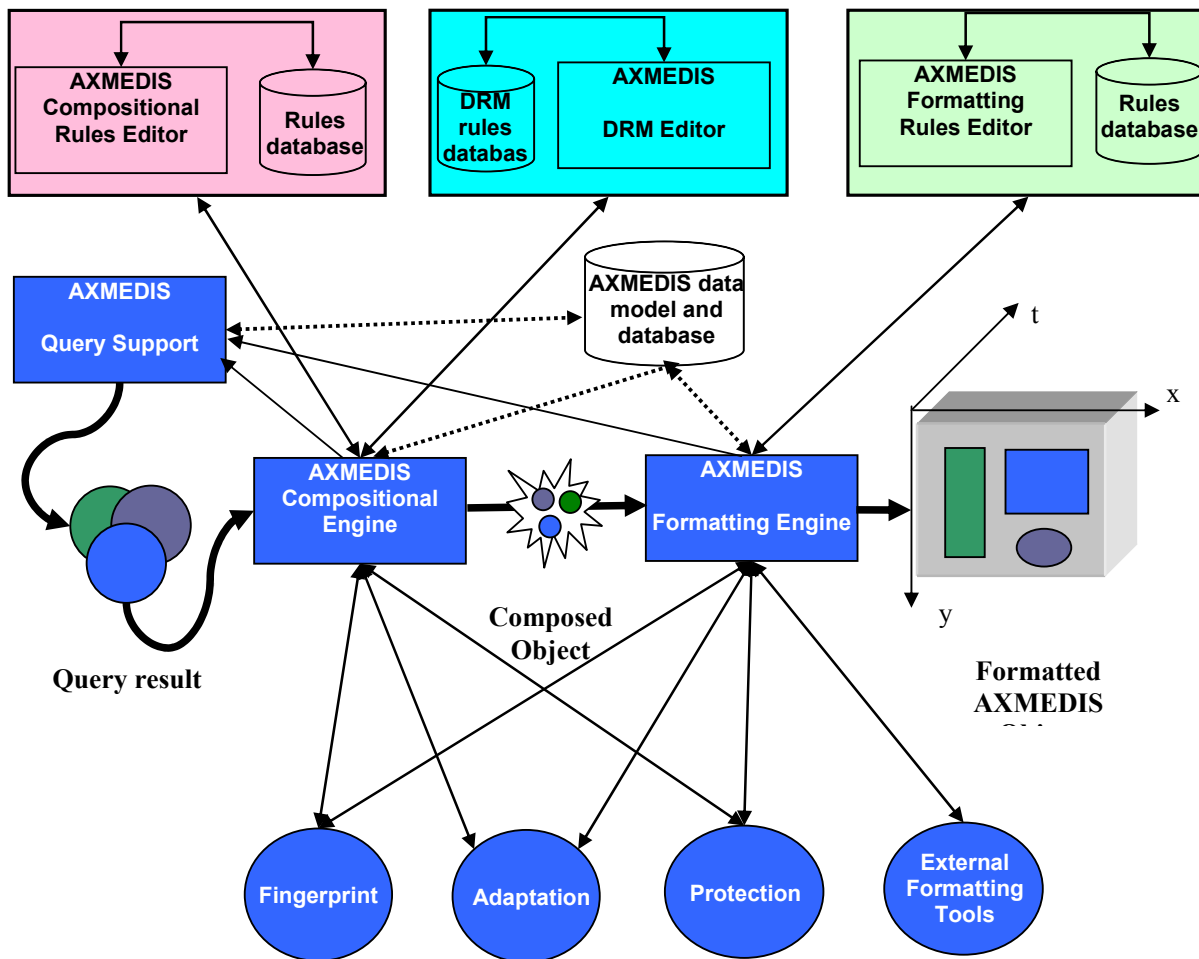 AXMEDIS
Compositional
Rules Editor
Rules
database
DRM
rules
databas
AXMEDIS
DRM Editor
AXMEDIS
Formatting
Rules Editor
Rules
database
AXMEDIS
Query Support
AXMEDIS data
model and
database
t
x
y
AXMEDIS
Compositional
Engine
AXMEDIS
Formatting Engine
Query result
Composed
Object
Formatted
AXMEDIS
Fingerprint
Adaptation
Protection
External
Formatting
Tools